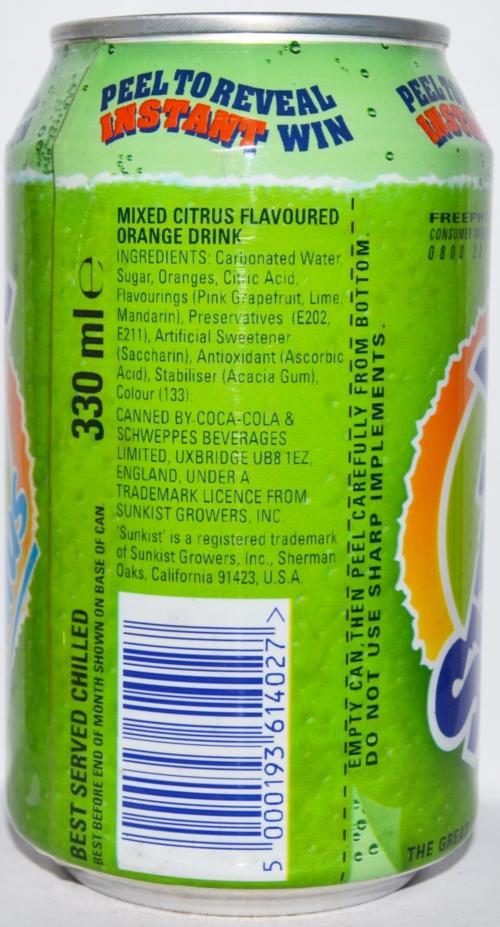 PEEL TO REVEAL
INSTANT WIN
MIXED CITRUS FLAVOURED
ORANGE DRINK
INGREDIENTS: Carbonated Water,
Sugar, Oranges, Citric Acid,
Flavourings (Pink Grapefruit, Lime,
Mandarin), Preservatives (E202,
E211), Artificial Sweetener
(Saccharin), Antioxidant (Ascorbic
Acid), Stabiliser (Acacia Gum),
Colour (133).
CANNED BY COCA-COLA &
SCHWEPPES BEVERAGES
LIMITED, UXBRIDGE UB8 1EZ,
ENGLAND, UNDER A
TRADEMARK LICENCE FROM
SUNKIST GROWERS, INC.
'Sunkist' is a registered trademark
of Sunkist Growers, Inc., Sherman
Oaks, California 91423, U.S.A.
330 ml e
BEST SERVED CHILLED
BEST BEFORE END OF MONTH SHOWN ON BASE OF CAN.
5 000193 614027 >
EMPTY CAN, THEN PEEL CAREFULLY FROM BOTTOM.
DO NOT USE SHARP IMPLEMENTS.
PEEL
CONSUMER
0800
THE